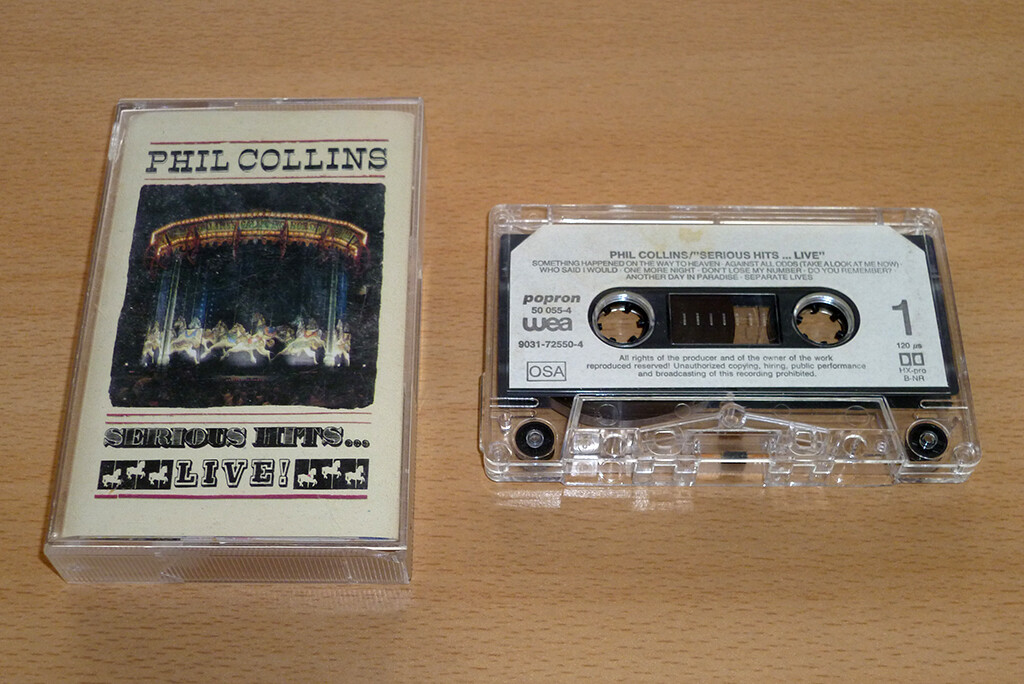 PHIL COLLINS
SERIOUS HITS...
LIVE!
PHIL COLLINS/"SERIOUS HITS ... LIVE"
SOMETHING HAPPENED ON THE WAY TO HEAVEN · AGAINST ALL ODDS (TAKE A LOOK AT ME NOW)
WHO SAID I WOULD · ONE MORE NIGHT · DON'T LOSE MY NUMBER · DO YOU REMEMBER?
ANOTHER DAY IN PARADISE · SEPARATE LIVES
popron
50 055-4
wea
9031-72550-4
OSA
All rights of the producer and of the owner of the work
reproduced reserved! Unauthorized copying, hiring, public performance
and broadcasting of this recording prohibited.
1
120 µs
HX-pro
B-NR